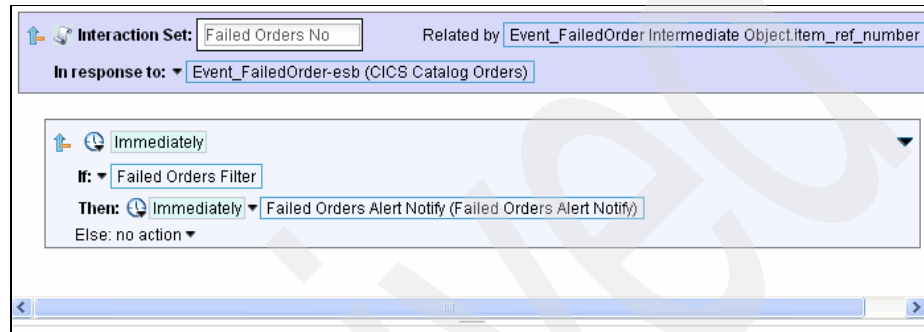 Interaction Set: Failed Orders No Related by Event_FailedOrder Intermediate Object.item_ref_number
In response to: Event_FailedOrder-esb (CICS Catalog Orders)
Immediately
If: Failed Orders Filter
Then: Immediately Failed Orders Alert Notify (Failed Orders Alert Notify)
Else: no action